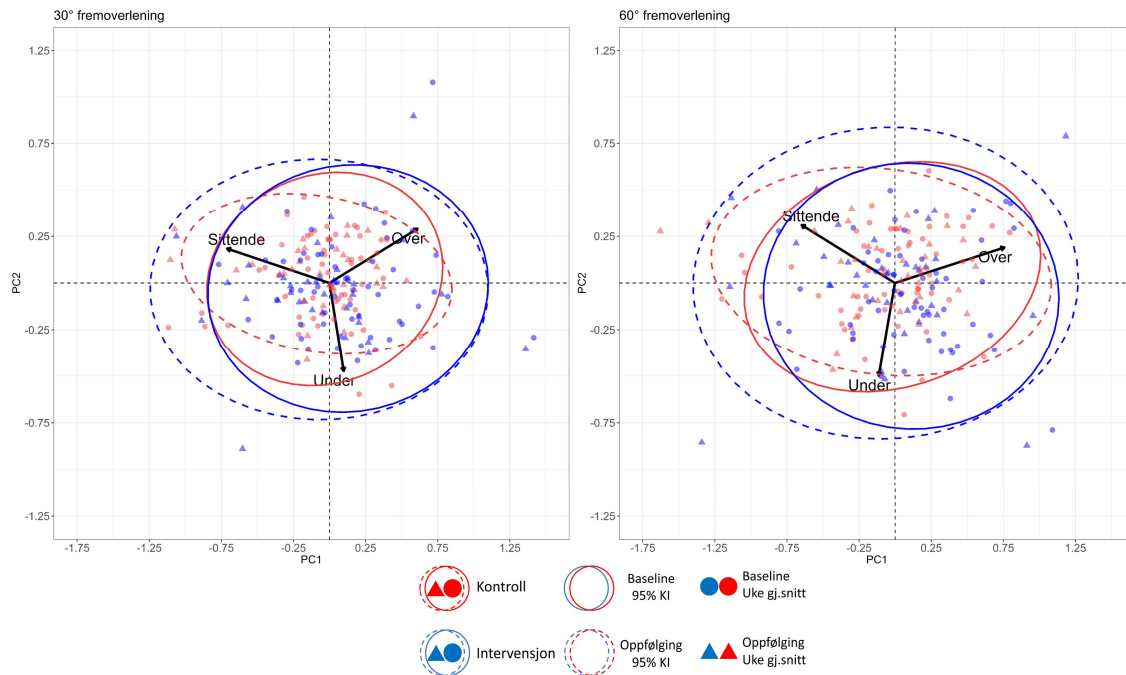 30° fremoverlening
60° fremoverlening
1.25
0.75
0.25
-0.25
-0.75
-1.25
PC2
Sittende
Over
Under
-1.75
-1.25
-0.75
-0.25
0.25
0.75
1.25
PC1
1.25
0.75
0.25
-0.25
-0.75
-1.25
PC2
Sittende
Over
Under
-1.75
-1.25
-0.75
-0.25
0.25
0.75
1.25
PC1
Kontroll
Baseline
95% KI
Baseline
Uke gj.snitt
Intervensjon
Oppfølging
95% KI
Oppfølging
Uke gj.snitt